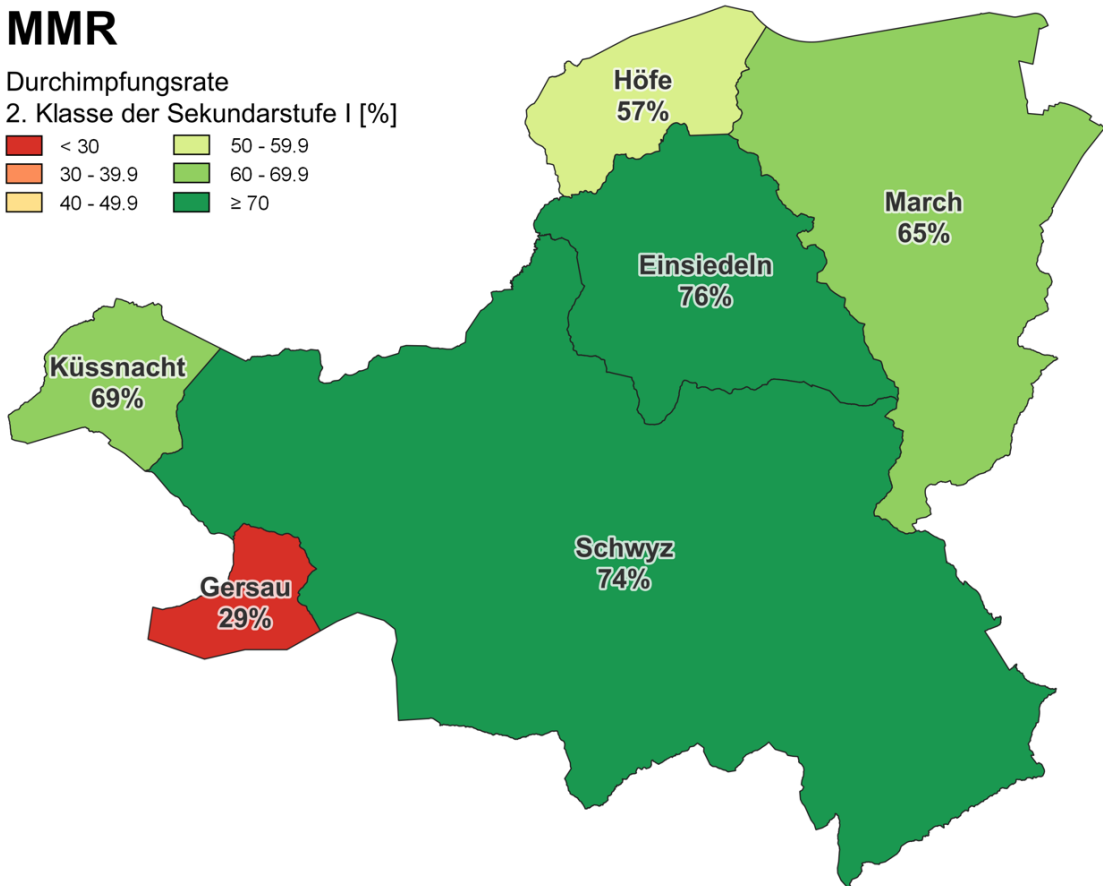 MMR
Durchimpfungsrate
2. Klasse der Sekundarstufe I [%]
< 30
30 - 39.9
40 - 49.9
50 - 59.9
60 - 69.9
≥ 70
Höfe
57%
March
65%
Einsiedeln
76%
Küssnacht
69%
Schwyz
74%
Gersau
29%